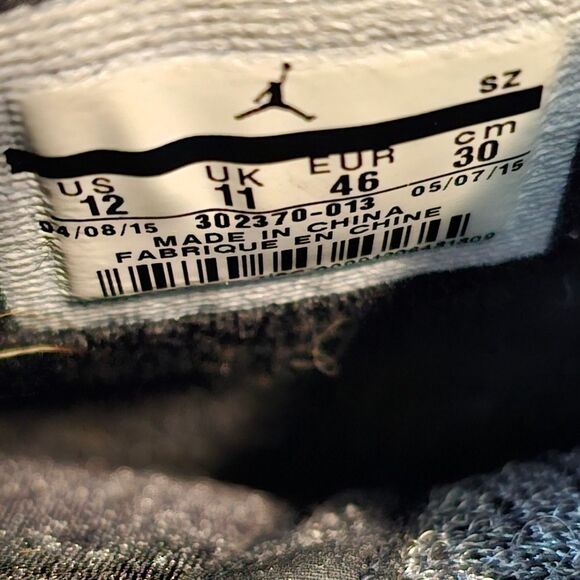 SZ
US UK EUR cm
12 11 46 30
04/08/15 302370-013 05/07/15
MADE IN CHINA
FABRIQUE EN CHINE